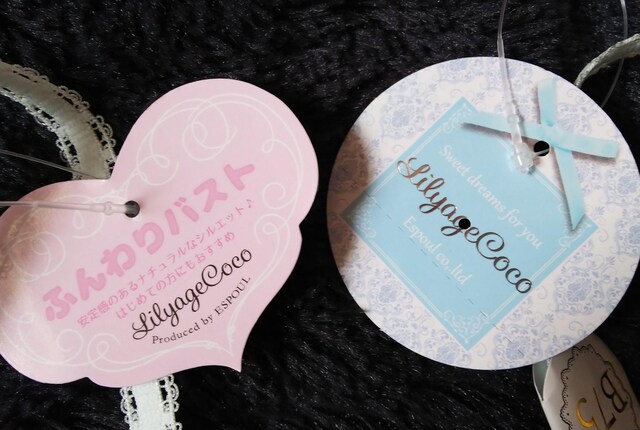 ふんわりバスト
安定感のあるナチュラルなシルエット♪
はじめての方にもおすすめ
LilyageCoco
Produced by ESPOUL
Sweet dreams for you
LilyageCoco
Espoul co.,ltd
B75